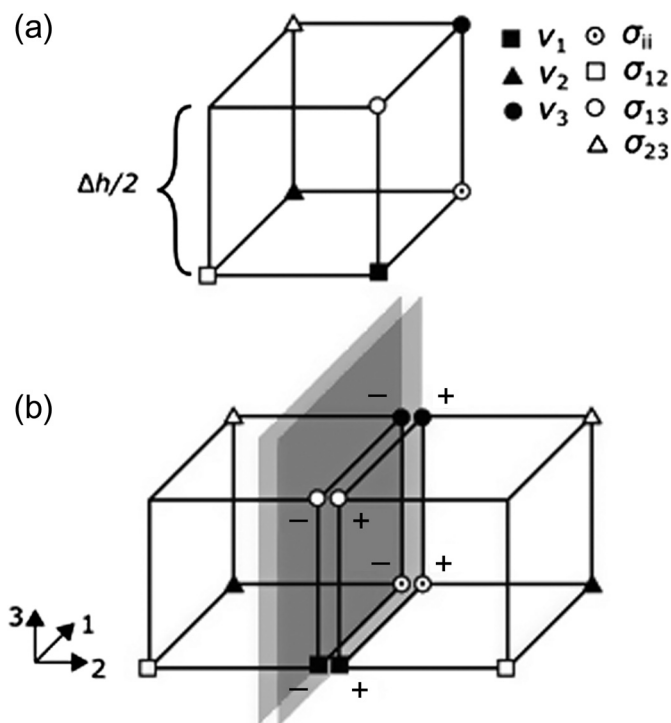 (a)
v₁ σᵢᵢ
v₂ σ₁₂
v₃ σ₁₃
σ₂₃
Δh/2
(b)
− +
− +
− +
3 1
2
− +